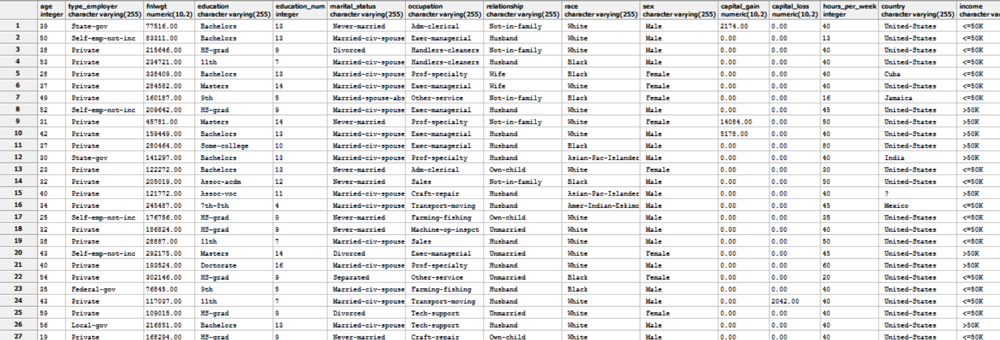 age type_employer fnlwgt education education_num marital_status occupation relationship race sex capital_gain capital_loss hours_per_week country income
integer character varying(255) numeric(10,2) character varying(255) integer character varying(255) character varying(255) character varying(255) character varying(255) character varying(255) numeric(10,2) numeric(10,2) integer character varying(255) character va
1 39 State-gov 77516.00 Bachelors 13 Never-married Adm-clerical Not-in-family White Male 2174.00 0.00 40 United-States <=50K
2 50 Self-emp-not-inc 83311.00 Bachelors 13 Married-civ-spouse Exec-managerial Husband White Male 0.00 0.00 13 United-States <=50K
3 38 Private 215646.00 HS-grad 9 Divorced Handlers-cleaners Not-in-family White Male 0.00 0.00 40 United-States <=50K
4 53 Private 234721.00 11th 7 Married-civ-spouse Handlers-cleaners Husband Black Male 0.00 0.00 40 United-States <=50K
5 28 Private 338409.00 Bachelors 13 Married-civ-spouse Prof-specialty Wife Black Female 0.00 0.00 40 Cuba <=50K
6 37 Private 284582.00 Masters 14 Married-civ-spouse Exec-managerial Wife White Female 0.00 0.00 40 United-States <=50K
7 49 Private 160187.00 9th 5 Married-spouse-abs Other-service Not-in-family Black Female 0.00 0.00 16 Jamaica <=50K
8 52 Self-emp-not-inc 209642.00 HS-grad 9 Married-civ-spouse Exec-managerial Husband White Male 0.00 0.00 45 United-States >50K
9 31 Private 45781.00 Masters 14 Never-married Prof-specialty Not-in-family White Female 14084.00 0.00 50 United-States >50K
10 42 Private 159449.00 Bachelors 13 Married-civ-spouse Exec-managerial Husband White Male 5178.00 0.00 40 United-States >50K
11 37 Private 280464.00 Some-college 10 Married-civ-spouse Exec-managerial Husband Black Male 0.00 0.00 80 United-States >50K
12 30 State-gov 141297.00 Bachelors 13 Married-civ-spouse Prof-specialty Husband Asian-Pac-Islander Male 0.00 0.00 40 India >50K
13 23 Private 122272.00 Bachelors 13 Never-married Adm-clerical Own-child White Female 0.00 0.00 30 United-States <=50K
14 32 Private 205019.00 Assoc-acdm 12 Never-married Sales Not-in-family Black Male 0.00 0.00 50 United-States <=50K
15 40 Private 121772.00 Assoc-voc 11 Married-civ-spouse Craft-repair Husband Asian-Pac-Islander Male 0.00 0.00 40 ? >50K
16 34 Private 245487.00 7th-8th 4 Married-civ-spouse Transport-moving Husband Amer-Indian-Eskimo Male 0.00 0.00 45 Mexico <=50K
17 25 Self-emp-not-inc 176756.00 HS-grad 9 Never-married Farming-fishing Own-child White Male 0.00 0.00 35 United-States <=50K
18 32 Private 186824.00 HS-grad 9 Never-married Machine-op-inspct Unmarried White Male 0.00 0.00 40 United-States <=50K
19 38 Private 28887.00 11th 7 Married-civ-spouse Sales Husband White Male 0.00 0.00 50 United-States <=50K
20 43 Self-emp-not-inc 292175.00 Masters 14 Divorced Exec-managerial Unmarried White Female 0.00 0.00 45 United-States >50K
21 40 Private 193524.00 Doctorate 16 Married-civ-spouse Prof-specialty Husband White Male 0.00 0.00 60 United-States >50K
22 54 Private 302146.00 HS-grad 9 Separated Other-service Unmarried Black Female 0.00 0.00 20 United-States <=50K
23 35 Federal-gov 76845.00 9th 5 Married-civ-spouse Farming-fishing Husband Black Male 0.00 0.00 40 United-States <=50K
24 43 Private 117037.00 11th 7 Married-civ-spouse Transport-moving Husband White Male 0.00 2042.00 40 United-States <=50K
25 59 Private 109015.00 HS-grad 9 Divorced Tech-support Unmarried White Female 0.00 0.00 40 United-States <=50K
26 56 Local-gov 216851.00 Bachelors 13 Married-civ-spouse Tech-support Husband White Male 0.00 0.00 40 United-States >50K
27 19 Private 168294.00 HS-grad 9 Never-married Craft-repair Own-child White Male 0.00 0.00 40 United-States <=50K